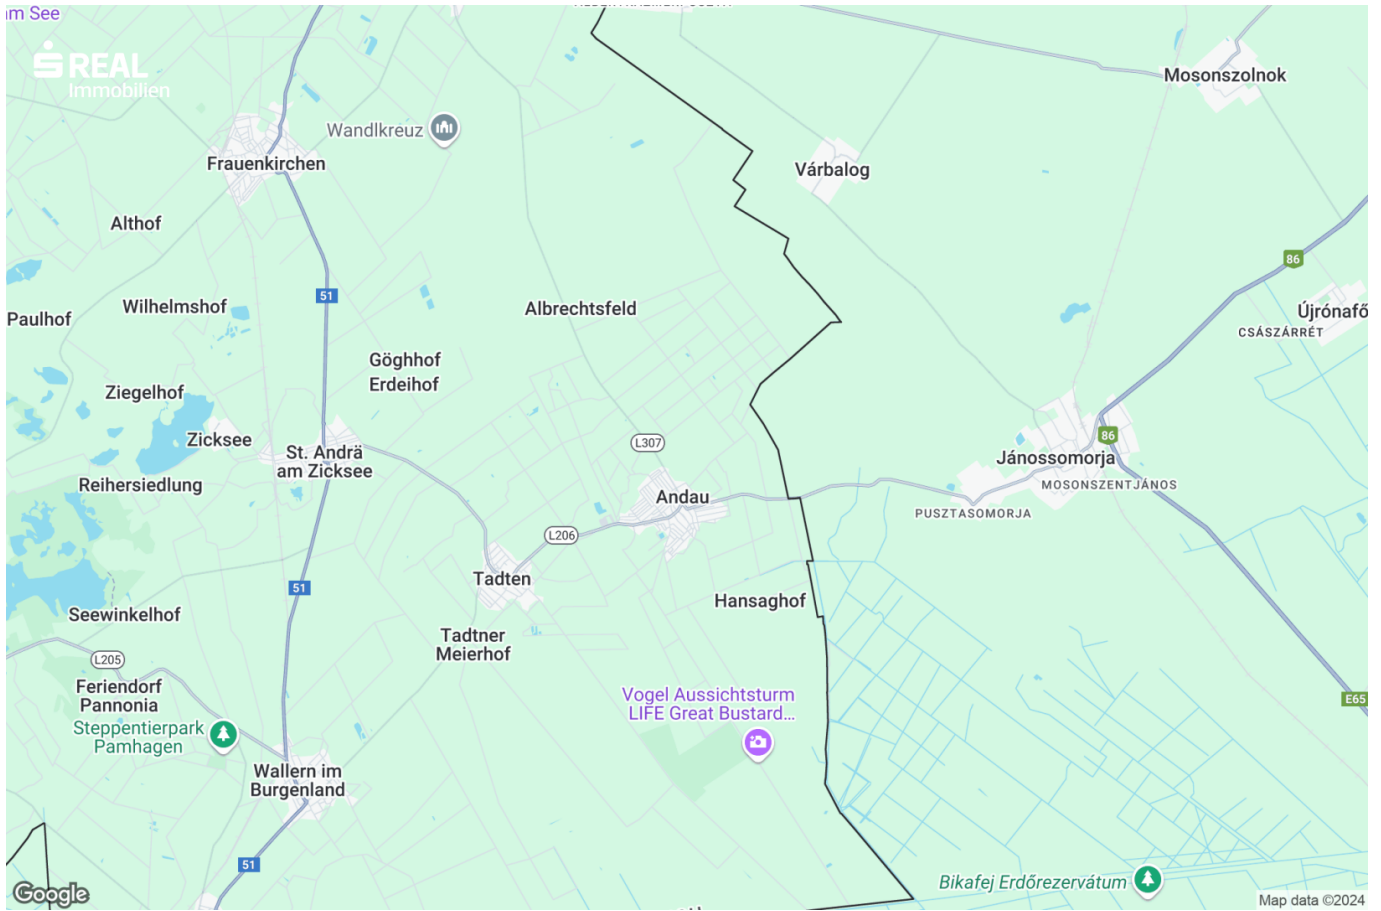 am See
S REAL
Immobilien
Mosonszolnok
Wandlkreuz
Frauenkirchen
Várbalog
Althof
86
51
Wilhelmshof
Albrechtsfeld
Paulhof
Újrónafő
CSÁSZÁRRÉT
Göghhof
Erdeihof
Ziegelhof
Zicksee
St. Andrä
am Zicksee
L307
86
Jánossomorja
Reihersiedlung
MOSONSZENTJÁNOS
Andau
PUSZTASOMORJA
L206
Tadten
51
Hansaghof
Seewinkelhof
Tadtner
Meierhof
L205
Feriendorf
Pannonia
Vogel Aussichtsturm
LIFE Great Bustard...
E65
Steppentierpark
Pamhagen
Wallern im
Burgenland
51
Bikafej Erdőrezervátum
Google
Map data ©2024